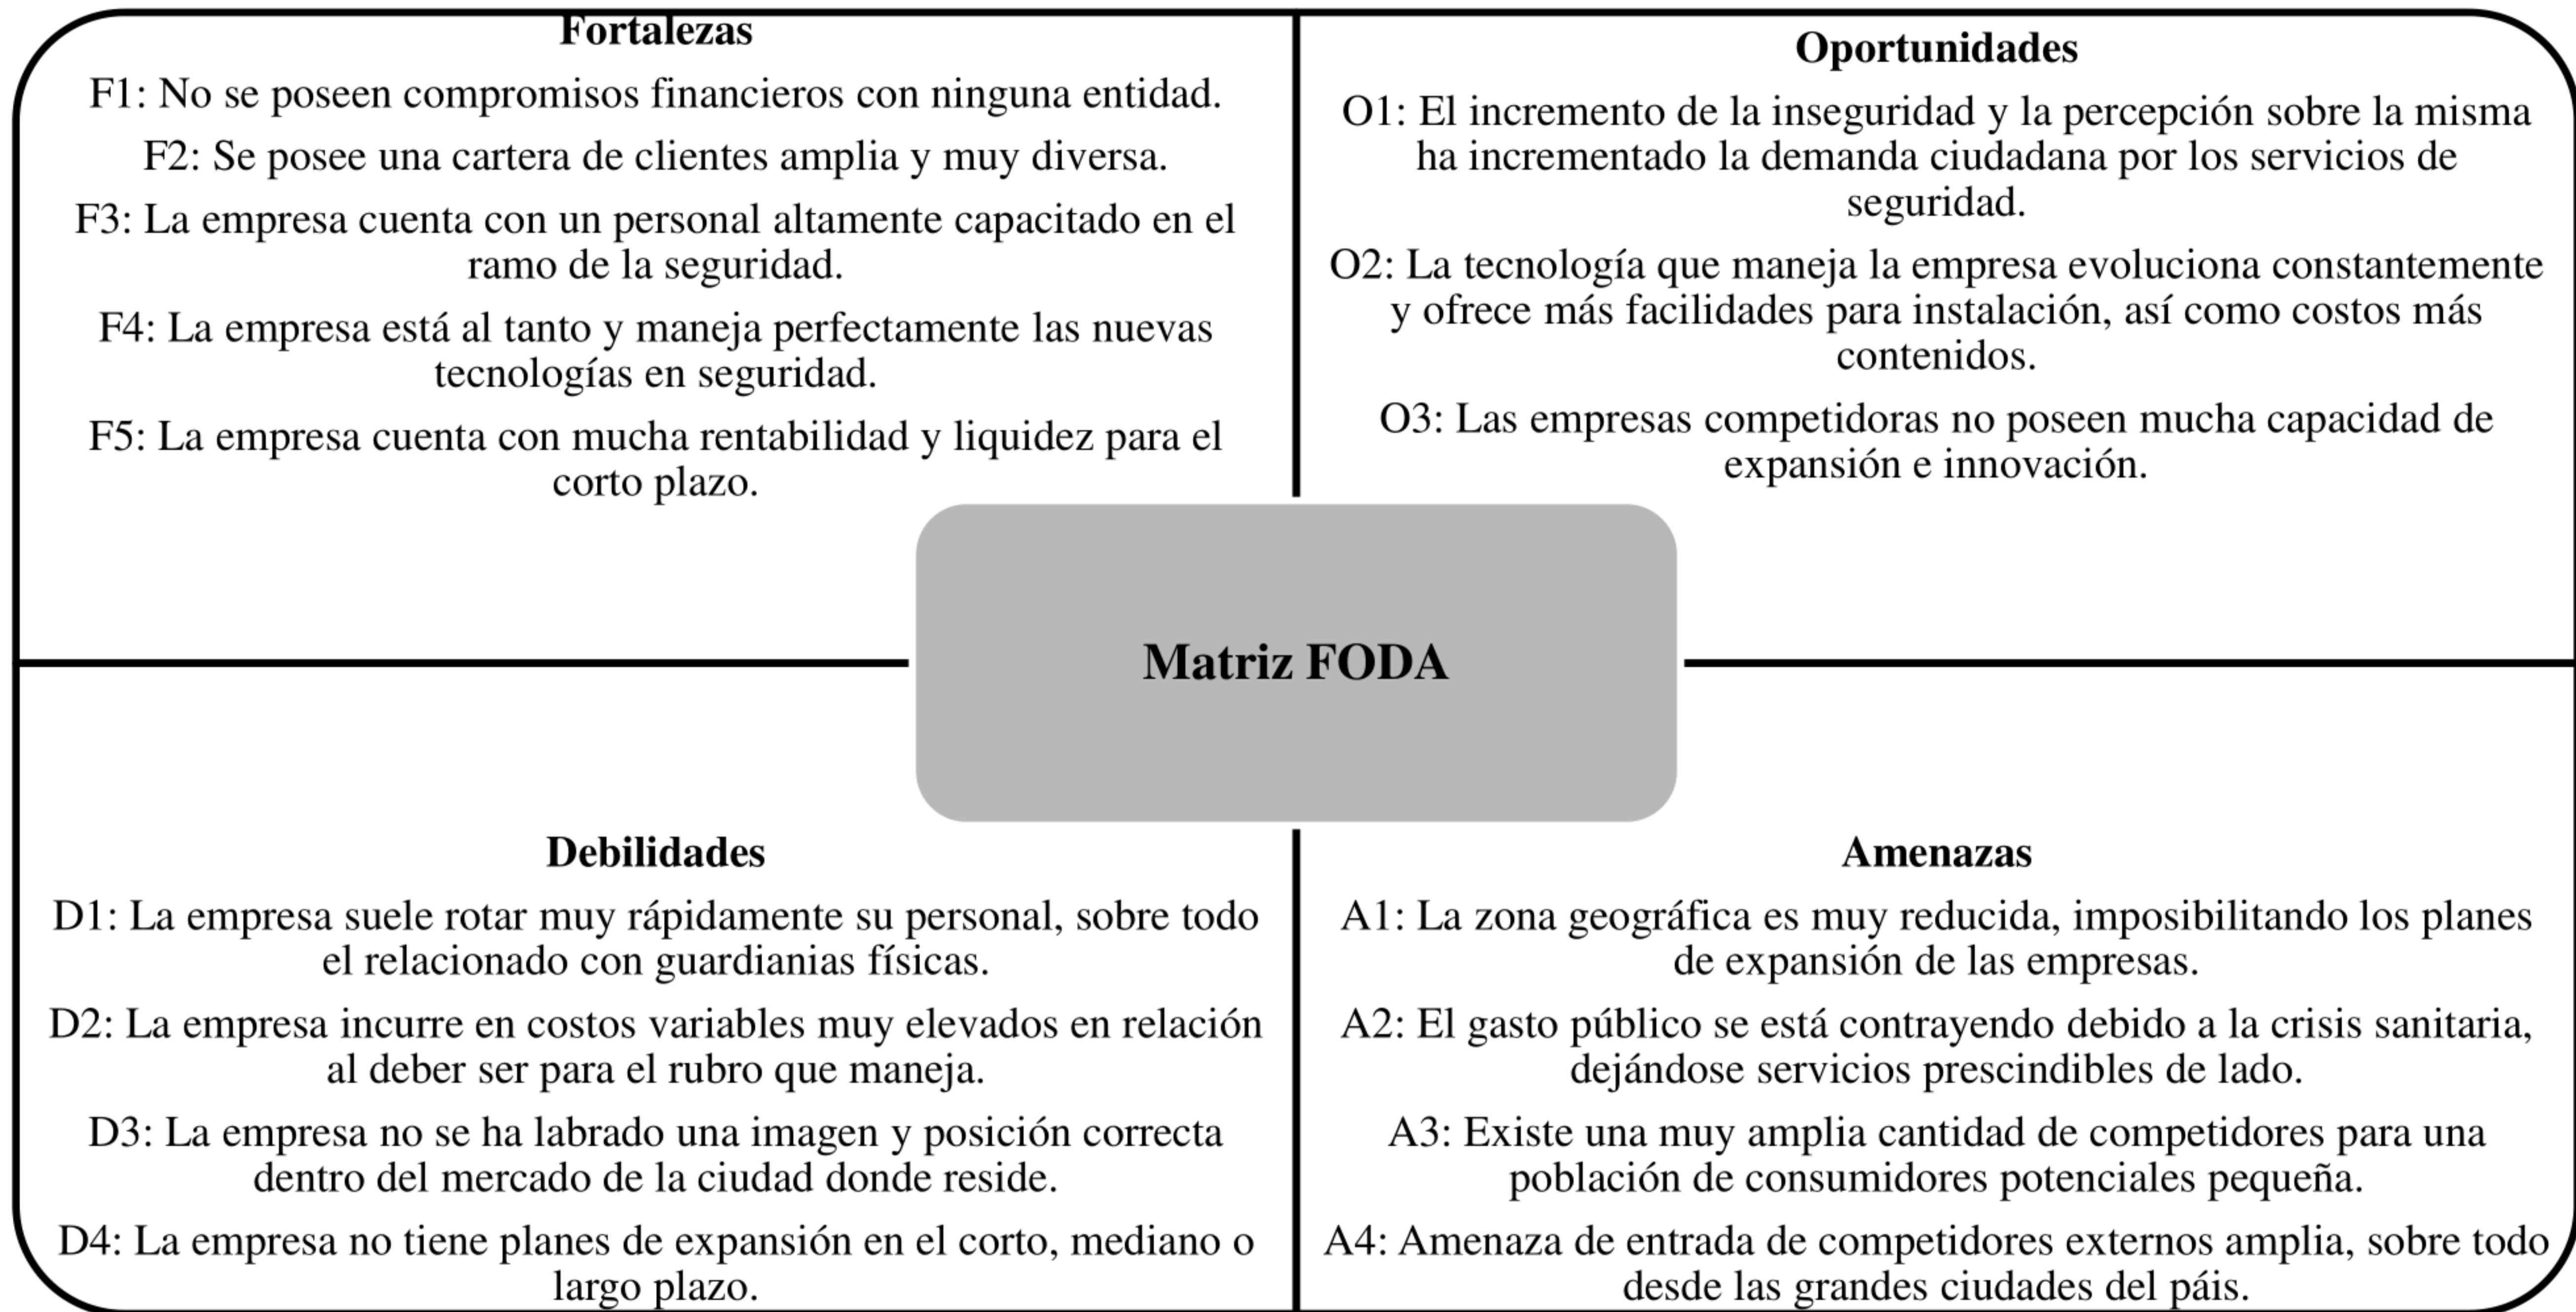 Fortalezas
F1: No se poseen compromisos financieros con ninguna entidad.
F2: Se posee una cartera de clientes amplia y muy diversa.
F3: La empresa cuenta con un personal altamente capacitado en el
ramo de la seguridad.
F4: La empresa está al tanto y maneja perfectamente las nuevas
tecnologías en seguridad.
F5: La empresa cuenta con mucha rentabilidad y liquidez para el
corto plazo.
Oportunidades
O1: El incremento de la inseguridad y la percepción sobre la misma
ha incrementado la demanda ciudadana por los servicios de
seguridad.
O2: La tecnología que maneja la empresa evoluciona constantemente
y ofrece más facilidades para instalación, así como costos más
contenidos.
O3: Las empresas competidoras no poseen mucha capacidad de
expansión e innovación.
Matriz FODA
Debilidades
D1: La empresa suele rotar muy rápidamente su personal, sobre todo
el relacionado con guardianias físicas.
D2: La empresa incurre en costos variables muy elevados en relación
al deber ser para el rubro que maneja.
D3: La empresa no se ha labrado una imagen y posición correcta
dentro del mercado de la ciudad donde reside.
D4: La empresa no tiene planes de expansión en el corto, mediano o
largo plazo.
Amenazas
A1: La zona geográfica es muy reducida, imposibilitando los planes
de expansión de las empresas.
A2: El gasto público se está contrayendo debido a la crisis sanitaria,
dejándose servicios prescindibles de lado.
A3: Existe una muy amplia cantidad de competidores para una
población de consumidores potenciales pequeña.
A4: Amenaza de entrada de competidores externos amplia, sobre todo
desde las grandes ciudades del páis.